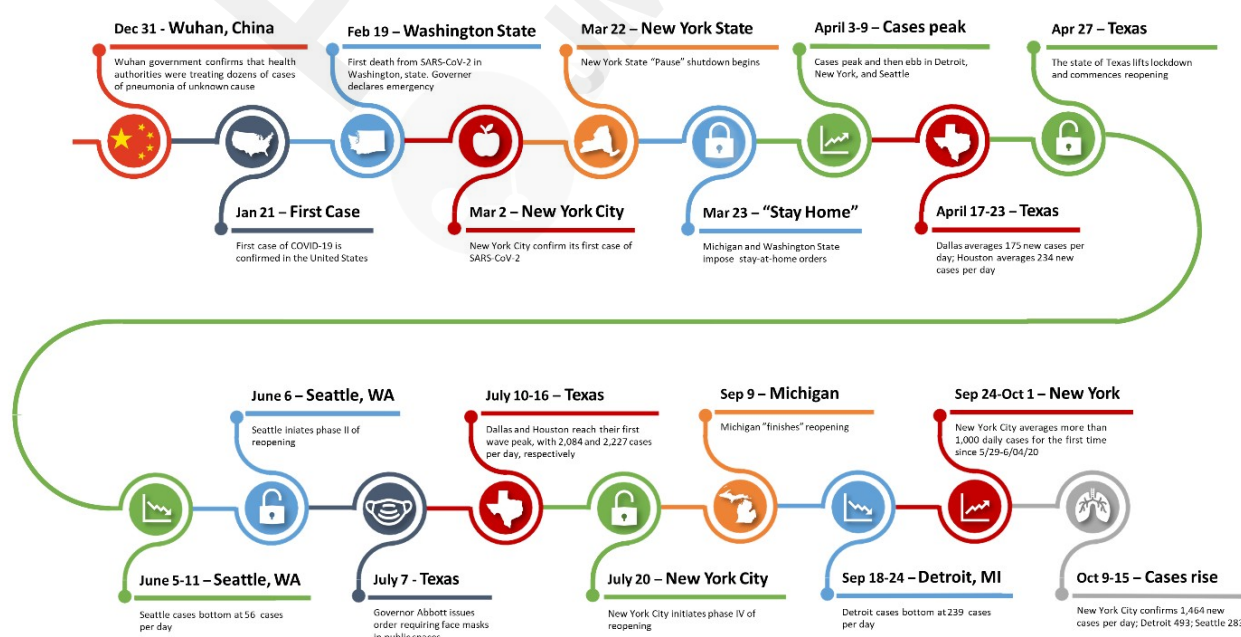 Dec 31 - Wuhan, China
Wuhan government confirms that health
authorities were treating dozens of cases
of pneumonia of unknown cause
Feb 19 – Washington State
First death from SARS-CoV-2 in
Washington, state. Governer
declares emergency
Mar 22 – New York State
New York State “Pause” shutdown begins
April 3-9 – Cases peak
Cases peak and then ebb in Detroit,
New York, and Seattle
Apr 27 – Texas
The state of Texas lifts lockdown
and commences reopening
Jan 21 – First Case
First case of COVID-19 is
confirmed in the United States
Mar 2 – New York City
New York City confirm its first case of
SARS-CoV-2
Mar 23 – “Stay Home”
Michigan and Washington State
impose stay-at-home orders
April 17-23 – Texas
Dallas averages 175 new cases per
day; Houston averages 234 new
cases per day
June 6 – Seattle, WA
Seattle iniates phase II of
reopening
July 10-16 – Texas
Dallas and Houston reach their first
wave peak, with 2,084 and 2,227 cases
per day, respectively
Sep 9 – Michigan
Michigan “finishes” reopening
Sep 24-Oct 1 – New York
New York City averages more than
1,000 daily cases for the first time
since 5/29-6/04/20
June 5-11 – Seattle, WA
Seattle cases bottom at 56 cases
per day
July 7 - Texas
Governor Abbott issues
order requiring face masks
in public spaces
July 20 – New York City
New York City initiates phase IV of
reopening
Sep 18-24 – Detroit, MI
Detroit cases bottom at 239 cases
per day
Oct 9-15 – Cases rise
New York City confirms 1,464 new
cases per day; Detroit 493; Seattle 283